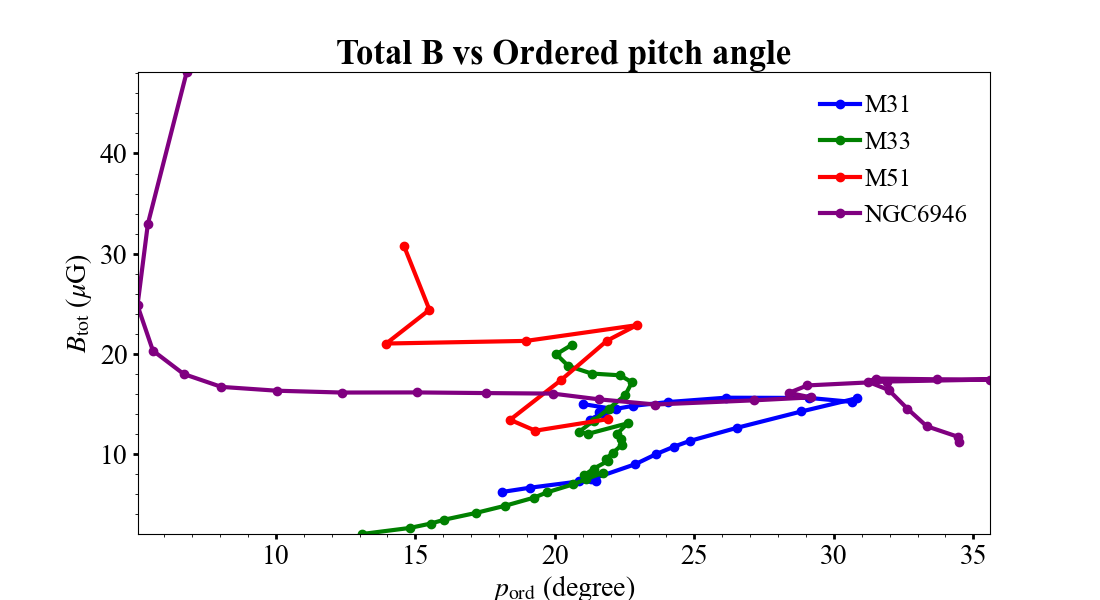 Total B vs Ordered pitch angle
M31
M33
M51
NGC6946
40
30
20
10
B_tot (μG)
10 15 20 25 30 35
p_ord (degree)